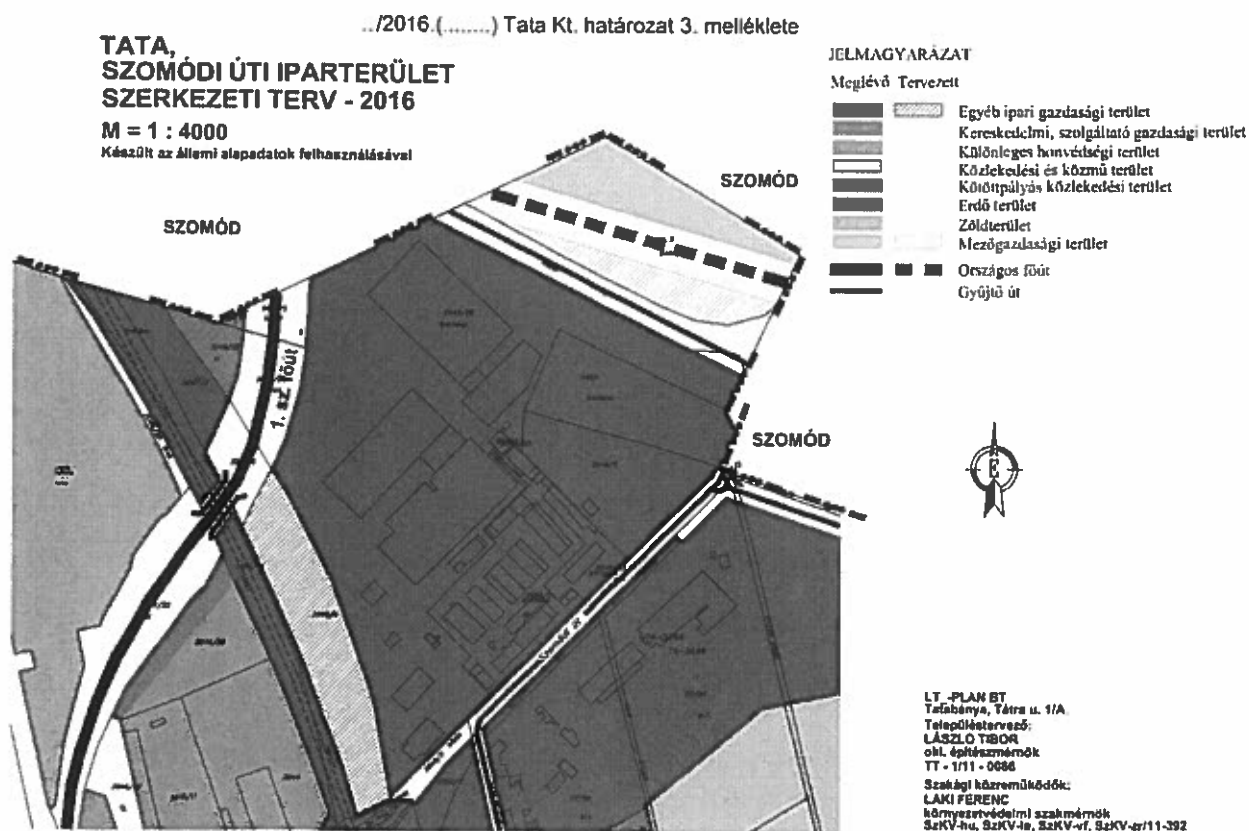 ../2016.(........) Tata Kt. határozat 3. melléklete
TATA,
SZOMÓDI ÚTI IPARTERÜLET
SZERKEZETI TERV - 2016
M = 1 : 4000
Készült az állami alapadatok felhasználásával
JELMAGYARÁZAT
Meglévő Tervezett
Egyéb ipari gazdasági terület
Kereskedelmi, szolgáltató gazdasági terület
Különleges honvédségi terület
Közlekedési és közmű terület
Kötöttpályás közlekedési terület
Erdő terület
Zöldterület
Mezőgazdasági terület
Országos főút
Gyűjtő út
SZOMÓD
SZOMÓD
SZOMÓD
1. sz. főút
Szomódi út
E
LT -PLAN BT
Tatabánya, Tátra u. 1/A
Településtervező:
LÁSZLÓ TIBOR
okl. építészmérnök
TT - 1/11 - 0086
Szakági közreműködők:
LAKI FERENC
környezetvédelmi szakmérnök
SzKV-hu, SzKV-le, SzKV-vf, SzKV-zr/11-392